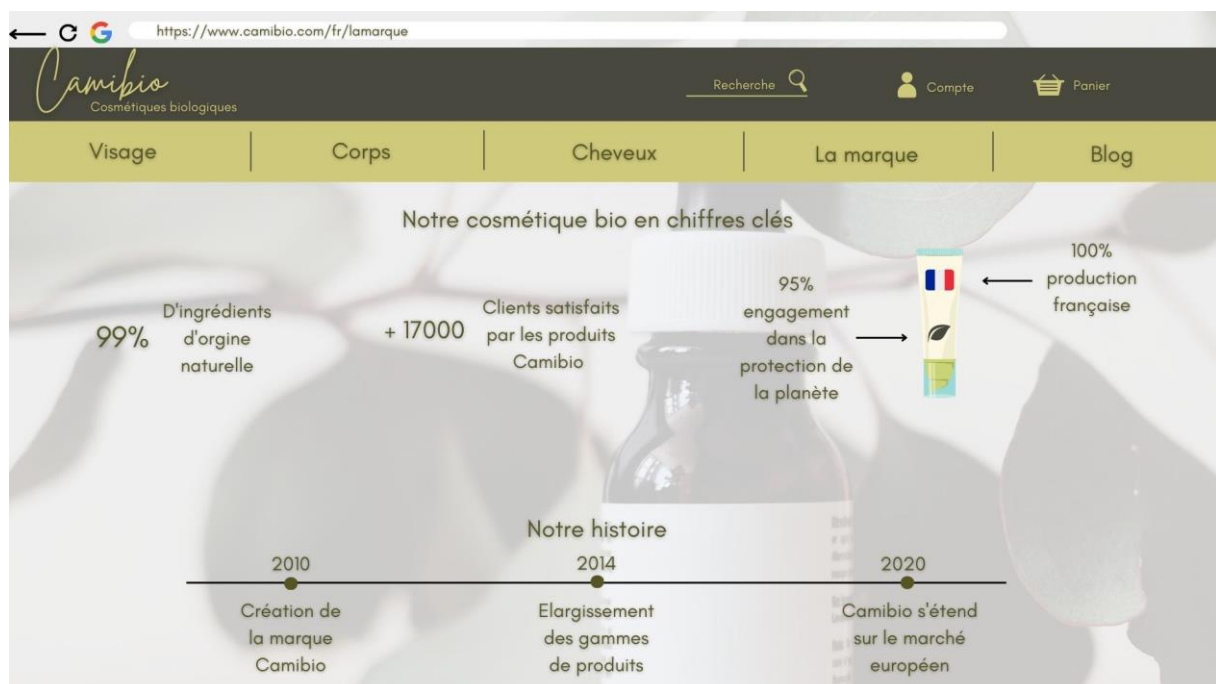 https://www.camibio.com/fr/lamarque
Camibio
Cosmétiques biologiques
Recherche
Compte
Panier
Visage
Corps
Cheveux
La marque
Blog
Notre cosmétique bio en chiffres clés
99%
D'ingrédients
d'orgine
naturelle
+ 17000
Clients satisfaits
par les produits
Camibio
95%
engagement
dans la
protection de
la planète
100%
production
française
Notre histoire
2010
Création de
la marque
Camibio
2014
Elargissement
des gammes
de produits
2020
Camibio s'étend
sur le marché
européen